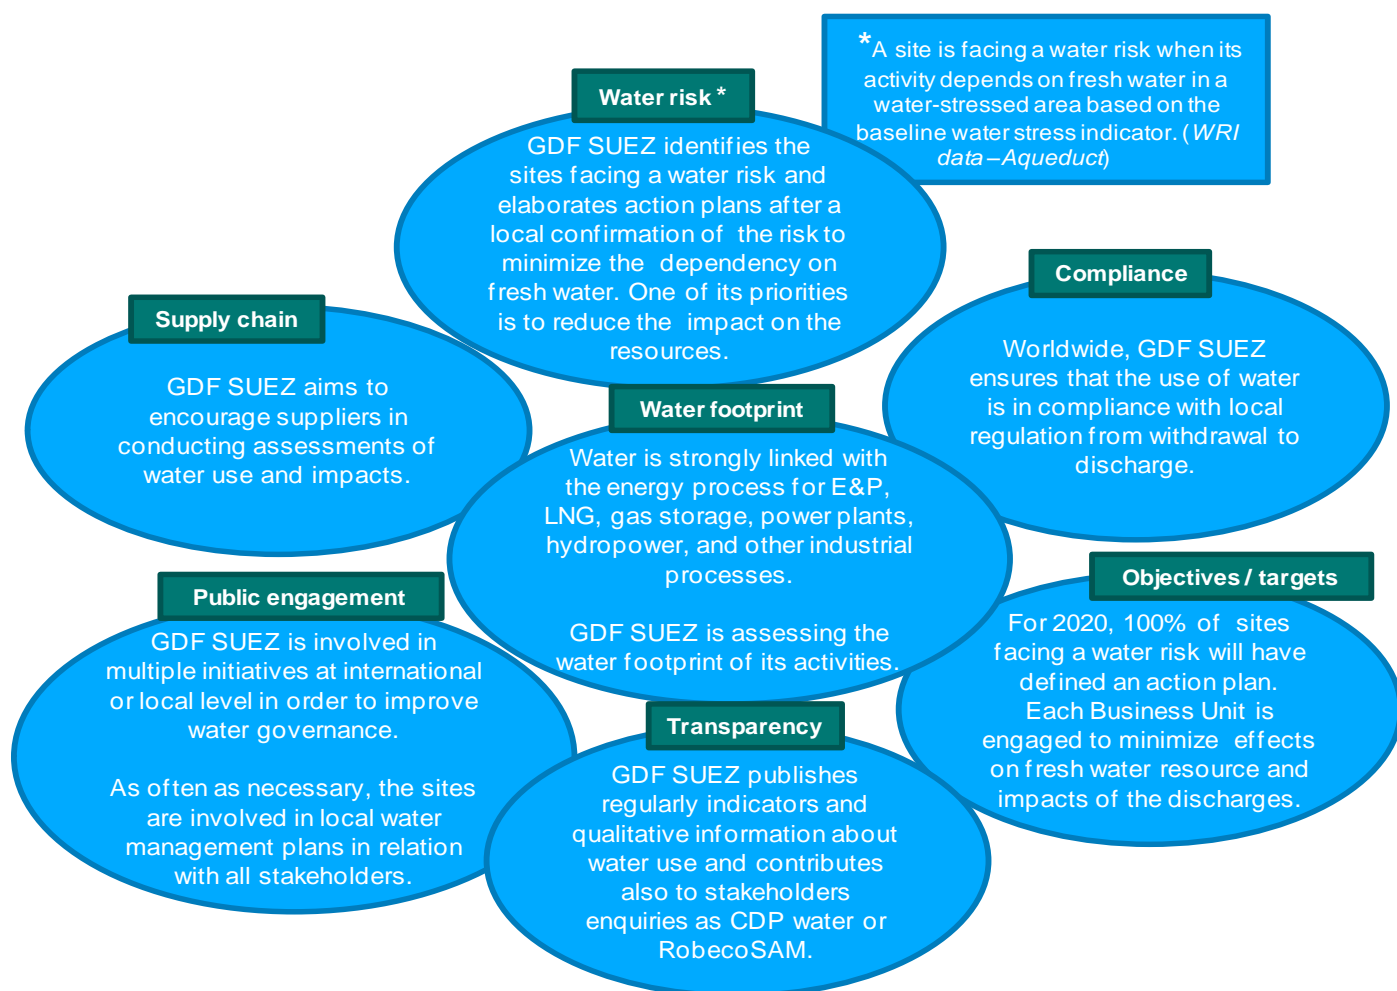 Water risk *
GDF SUEZ identifies the
sites facing a water risk and
elaborates action plans after a
local confirmation of the risk to
minimize the dependency on
fresh water. One of its priorities
is to reduce the impact on the
resources.
*A site is facing a water risk when its
activity depends on fresh water in a
water-stressed area based on the
baseline water stress indicator. (WRI
data–Aqueduct)
Supply chain
GDF SUEZ aims to
encourage suppliers in
conducting assessments of
water use and impacts.
Compliance
Worldwide, GDF SUEZ
ensures that the use of water
is in compliance with local
regulation from withdrawal to
discharge.
Water footprint
Water is strongly linked with
the energy process for E&P,
LNG, gas storage, power plants,
hydropower, and other industrial
processes.
GDF SUEZ is assessing the
water footprint of its activities.
Public engagement
GDF SUEZ is involved in
multiple initiatives at international
or local level in order to improve
water governance.
As often as necessary, the sites
are involved in local water
management plans in relation
with all stakeholders.
Objectives / targets
For 2020, 100% of sites
facing a water risk will have
defined an action plan.
Each Business Unit is
engaged to minimize effects
on fresh water resource and
impacts of the discharges.
Transparency
GDF SUEZ publishes
regularly indicators and
qualitative information about
water use and contributes
also to stakeholders
enquiries as CDP water or
RobecoSAM.